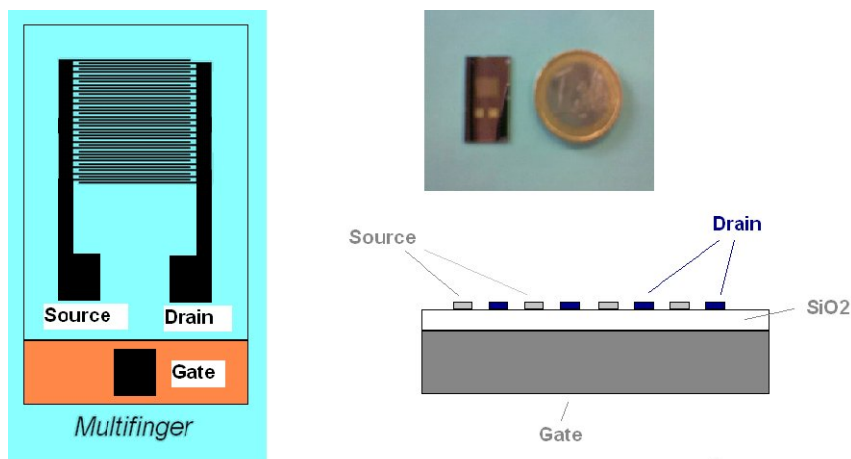 Source
Drain
Gate
Multifinger
Source
Drain
SiO2
Gate